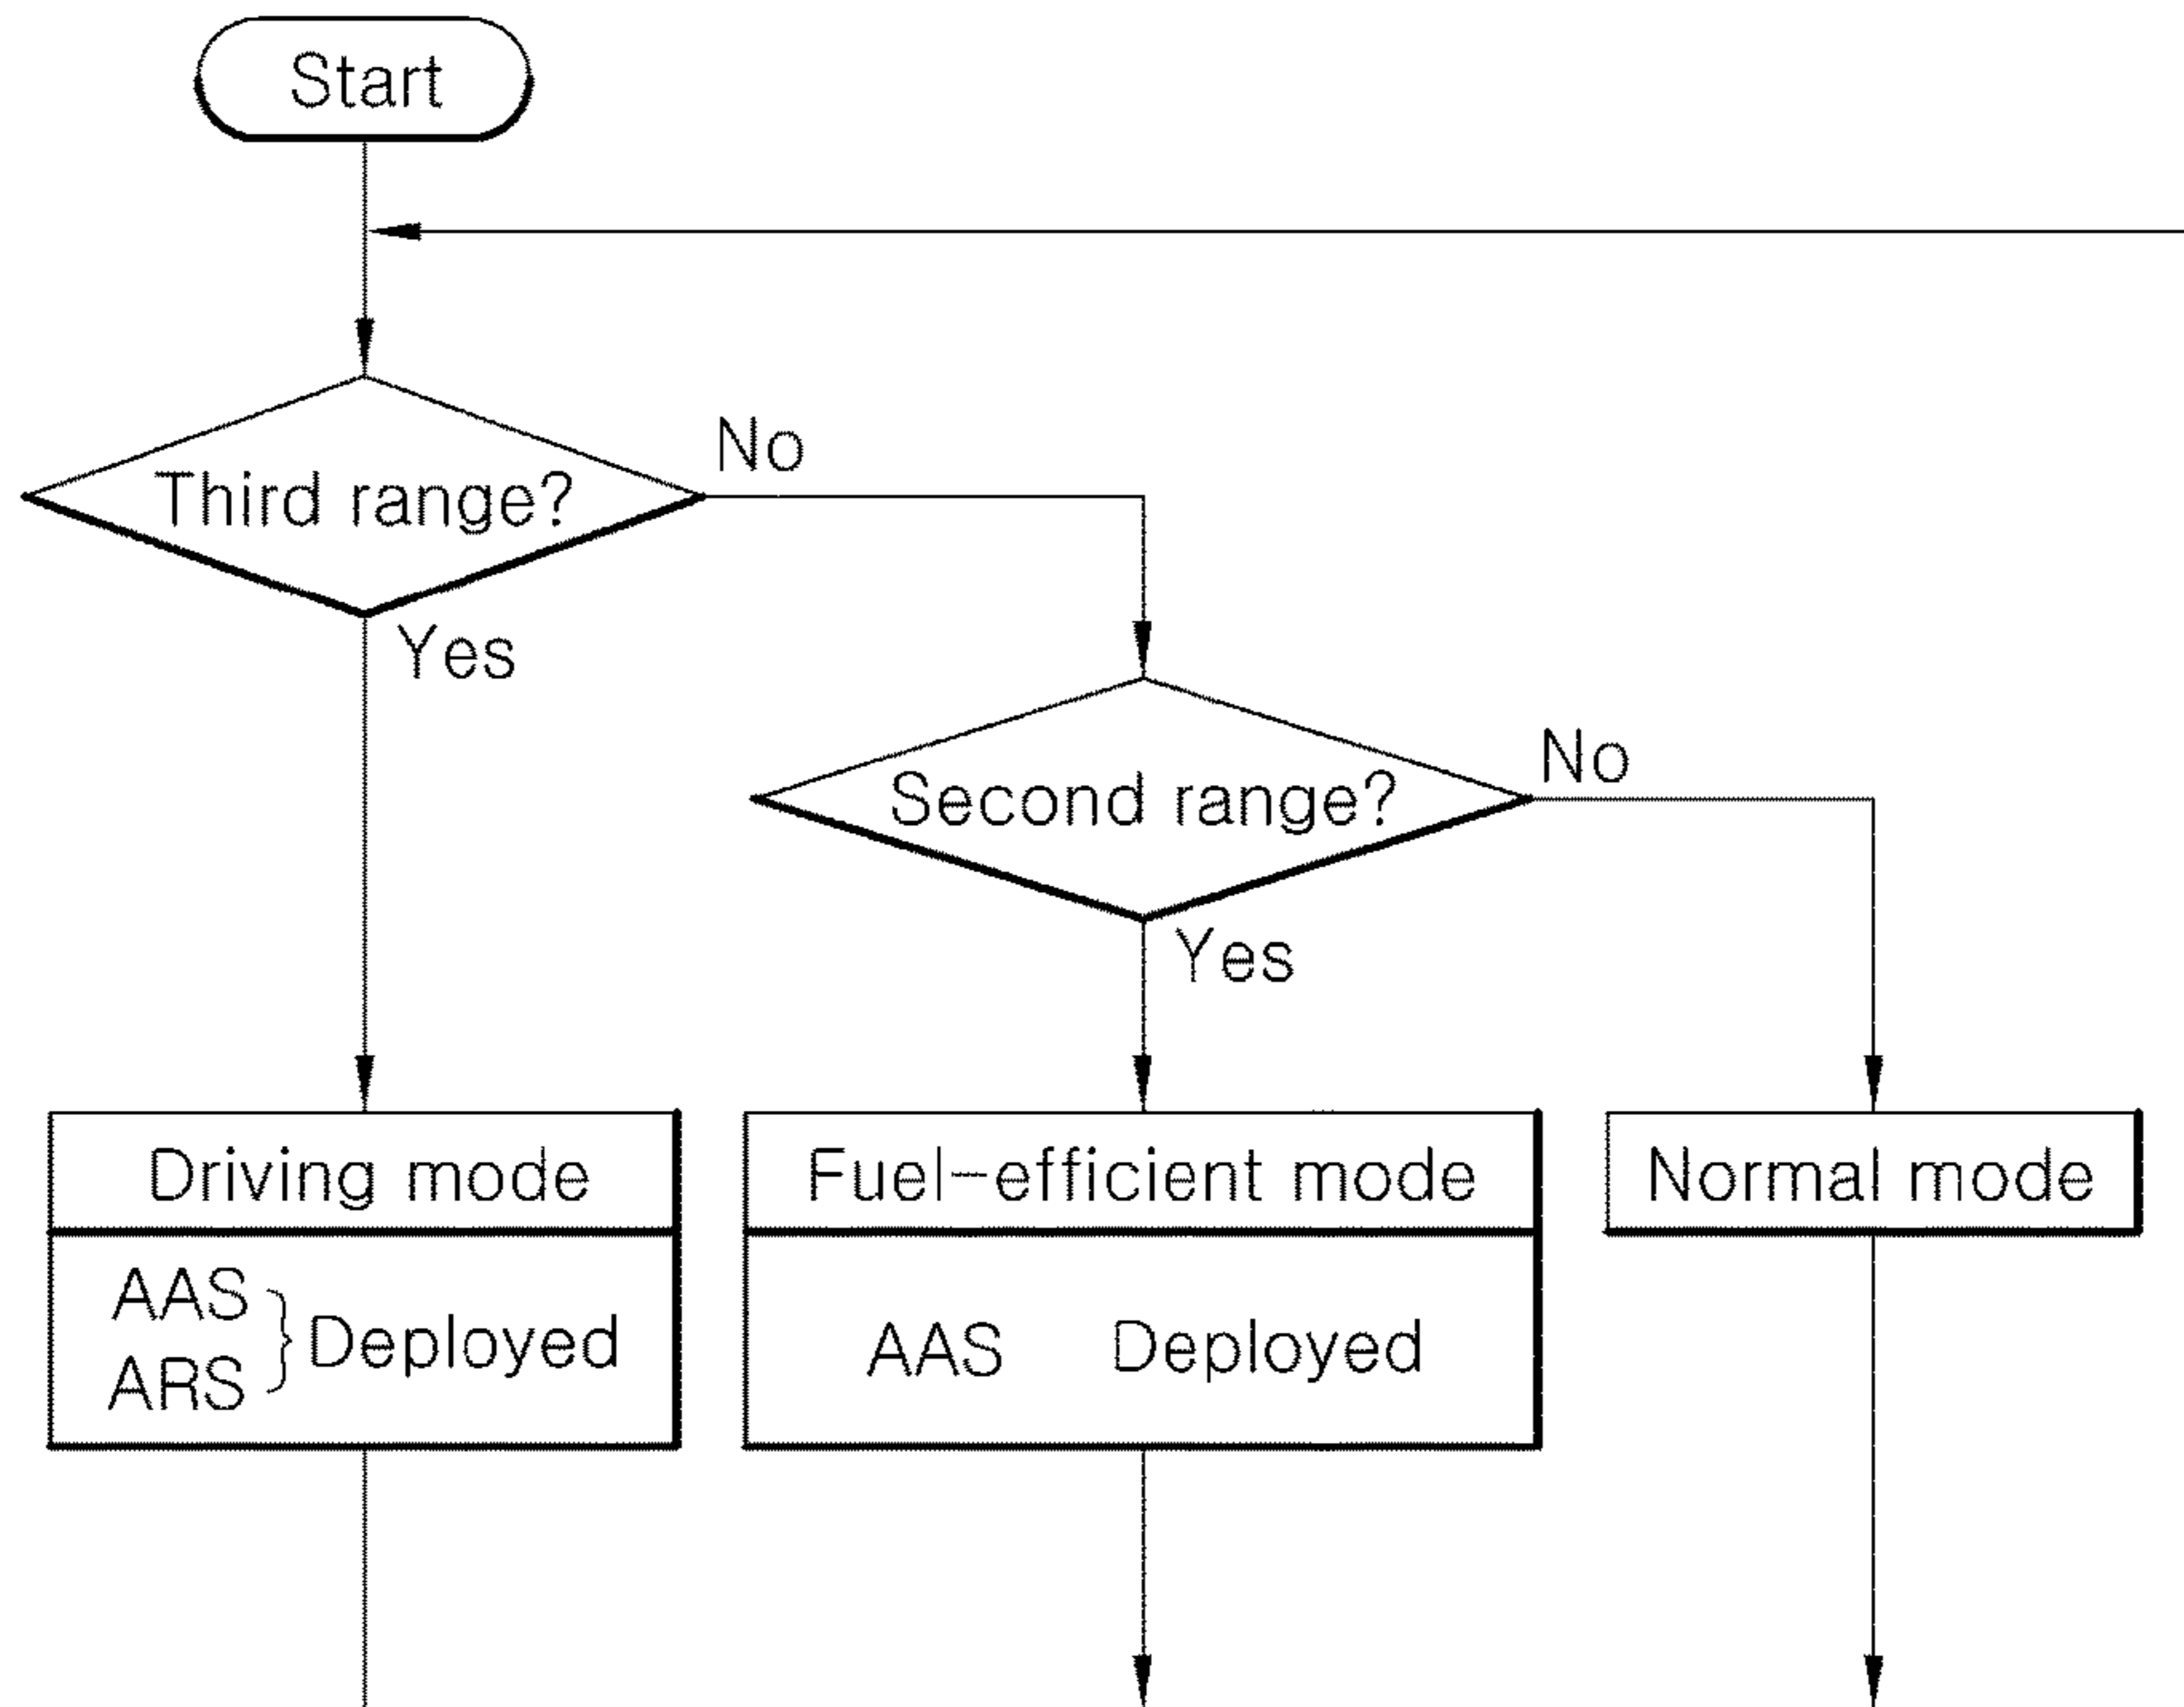 Start
No
Third range?
Yes
No
Second range?
Yes
Driving mode
Fuel-efficient mode
Normal mode
AAS
ARS
Deployed
AAS Deployed